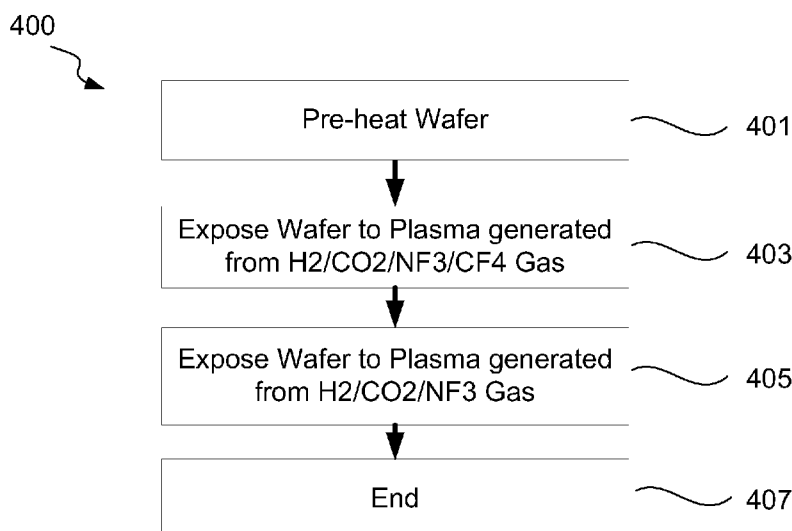 400
Pre-heat Wafer
401
Expose Wafer to Plasma generated
from H2/CO2/NF3/CF4 Gas
403
Expose Wafer to Plasma generated
from H2/CO2/NF3 Gas
405
End
407